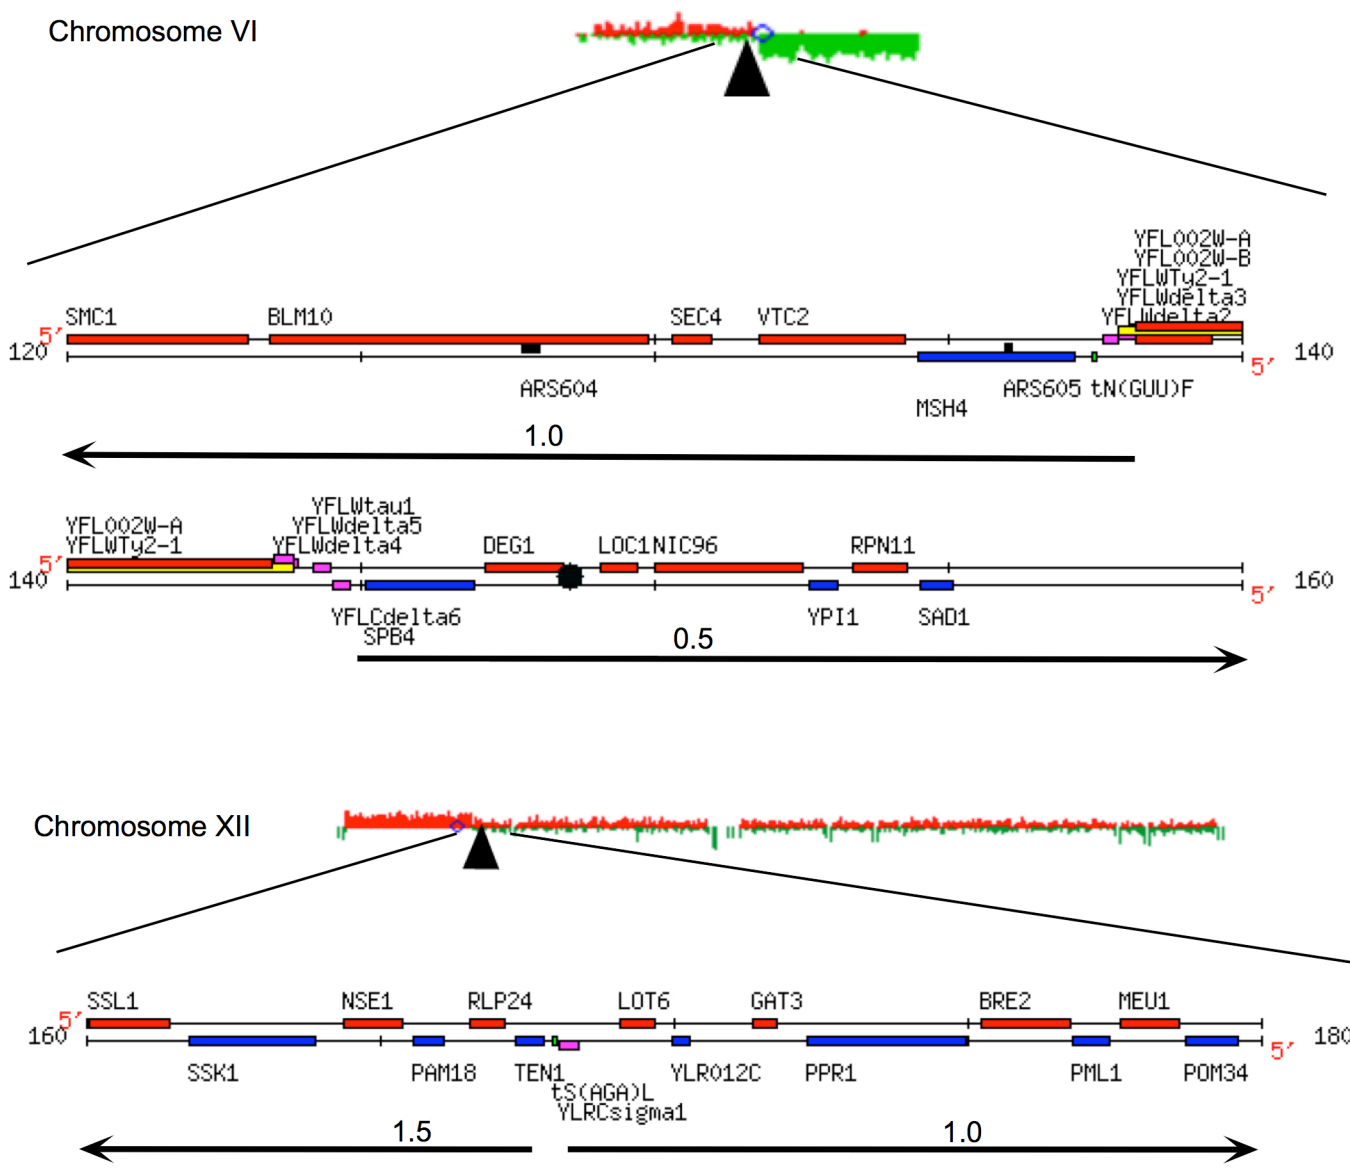 Chromosome VI
YFL002W-A
YFL002W-B
YFLWTy2-1
YFLWdelta3
SMC1 BLM10 SEC4 VTC2 YFLWdelta2
5'
120 140
5'
ARS604 ARS605 tN(GUU)F
MSH4
1.0
YFLWtau1
YFL002W-A YFLWdelta5
YFLWTy2-1 YFLWdelta4 DEG1 LOC1 NIC96 RPN11
5'
140 160
5'
YFLCdelta6 YPI1 SAD1
SPB4
0.5
Chromosome XII
SSL1 NSE1 RLP24 LOT6 GAT3 BRE2 MEU1
5'
160 180
5'
SSK1 PAM18 TEN1 YLR012C PPR1 PML1 POM34
tS(AGA)L
YLRCsigma1
1.5 1.0